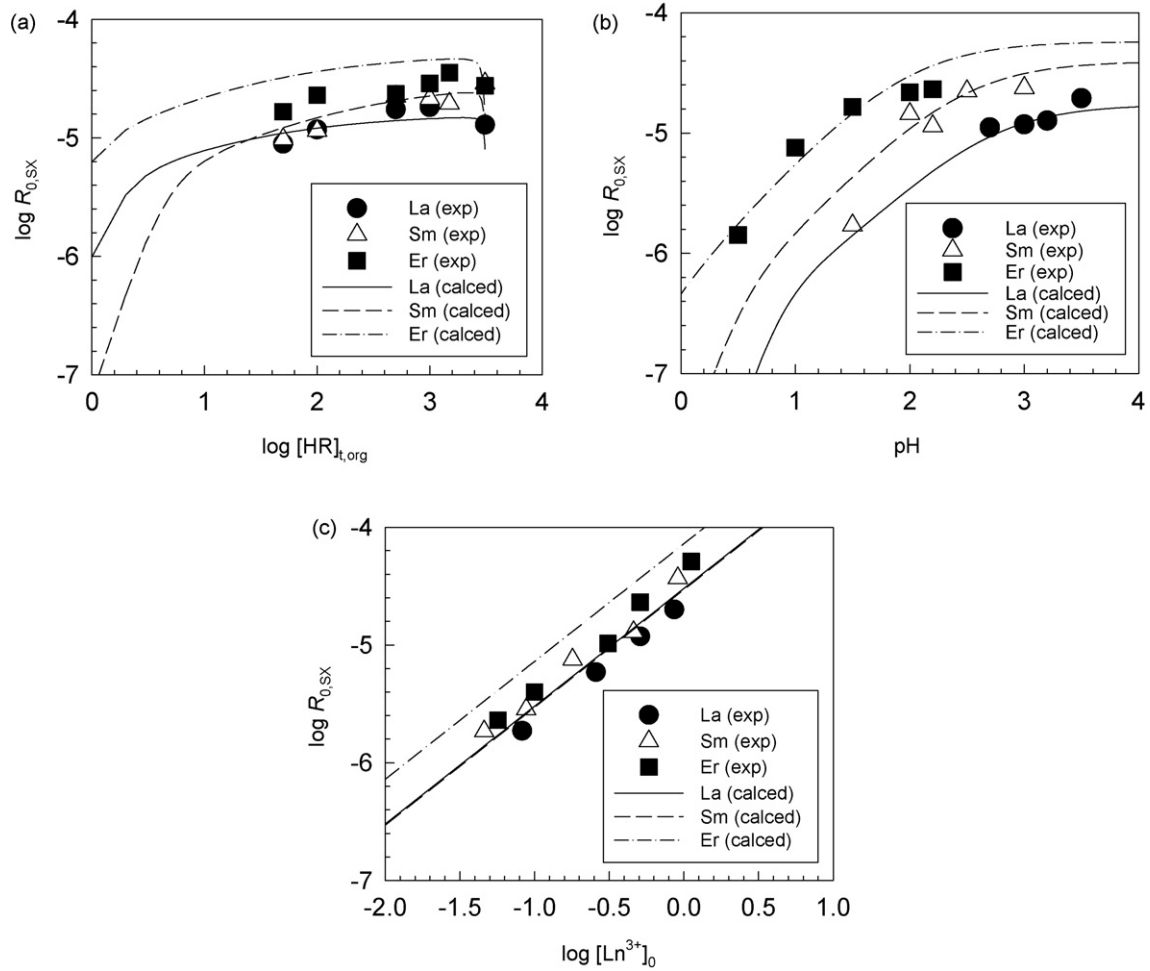 (a)
-4
-5
-6
-7
log R0,SX
La (exp)
Sm (exp)
Er (exp)
La (calced)
Sm (calced)
Er (calced)
0 1 2 3 4
log [HR]t,org
(b)
-4
-5
-6
-7
log R0,SX
La (exp)
Sm (exp)
Er (exp)
La (calced)
Sm (calced)
Er (calced)
0 1 2 3 4
pH
(c)
-4
-5
-6
-7
log R0,SX
La (exp)
Sm (exp)
Er (exp)
La (calced)
Sm (calced)
Er (calced)
-2.0 -1.5 -1.0 -0.5 0.0 0.5 1.0
log [Ln3+]0